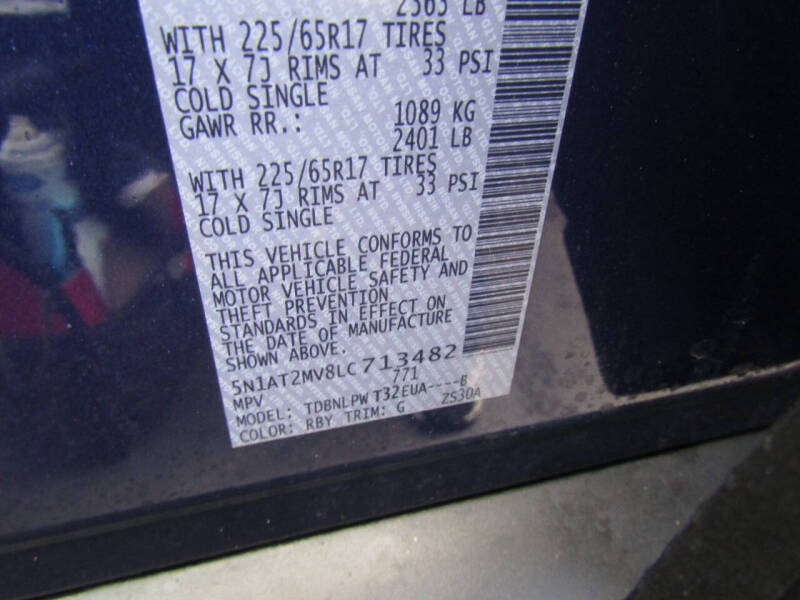 2563 LB
WITH 225/65R17 TIRES
17 X 7J RIMS AT 33 PSI
COLD SINGLE
GAWR RR.: 1089 KG
2401 LB
WITH 225/65R17 TIRES
17 X 7J RIMS AT 33 PSI
COLD SINGLE
THIS VEHICLE CONFORMS TO
ALL APPLICABLE FEDERAL
MOTOR VEHICLE SAFETY AND
THEFT PREVENTION
STANDARDS IN EFFECT ON
THE DATE OF MANUFACTURE
SHOWN ABOVE.
5N1AT2MV8LC713482
MPV 771
MODEL: TDBNLPW T32EUA----B
COLOR: RBY TRIM: G ZS30A